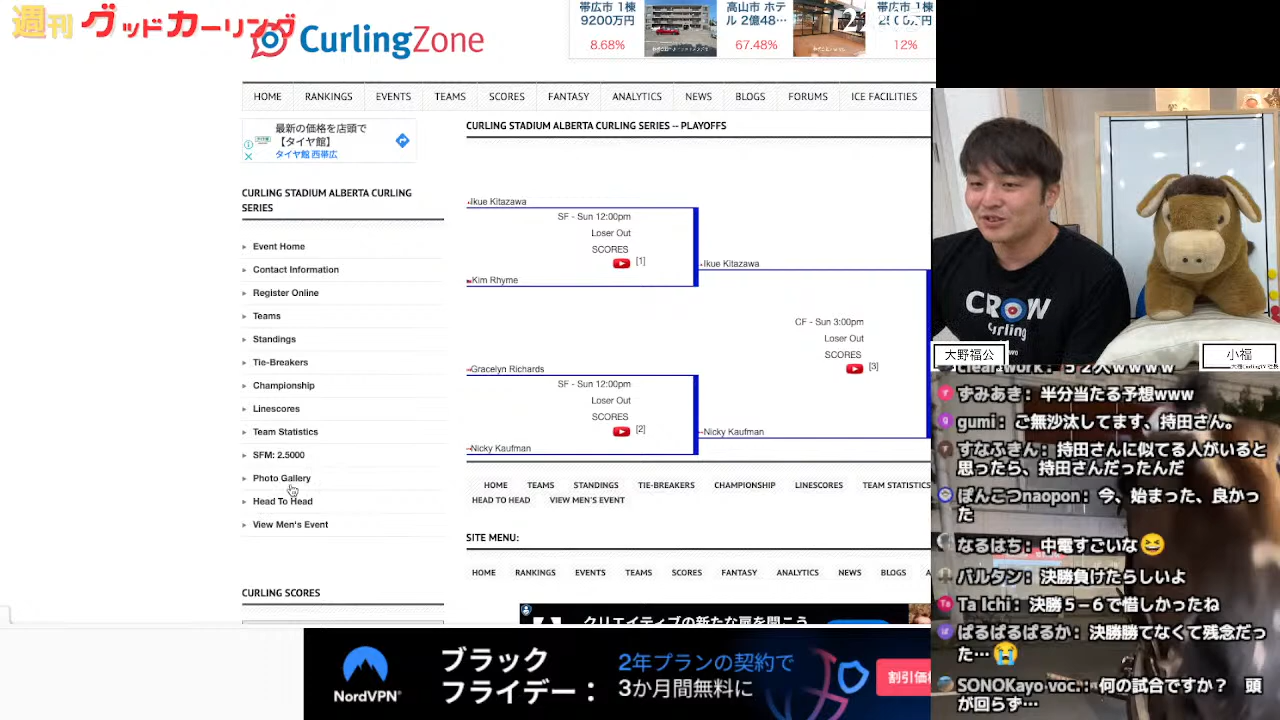 週刊 グッドカーリング
CurlingZone
帯広市 1棟
9200万円
8.68%
高山市 ホテ
ル 2億48…
67.48%
帯広市 1棟
12%
HOME RANKINGS EVENTS TEAMS SCORES FANTASY ANALYTICS NEWS BLOGS FORUMS ICE FACILITIES
最新の価格を店頭で
【タイヤ館】
タイヤ館 西帯広
CURLING STADIUM ALBERTA CURLING
SERIES
Event Home
Contact Information
Register Online
Teams
Standings
Tie-Breakers
Championship
Linescores
Team Statistics
SFM: 2.5000
Photo Gallery
Head To Head
View Men's Event
CURLING SCORES
CURLING STADIUM ALBERTA CURLING SERIES -- PLAYOFFS
Ikue Kitazawa
SF - Sun 12:00pm
Loser Out
SCORES
[1]
Kim Rhyme
Ikue Kitazawa
CF - Sun 3:00pm
Loser Out
SCORES
[3]
Gracelyn Richards
SF - Sun 12:00pm
Loser Out
SCORES
[2]
Nicky Kaufman
Nicky Kaufman
HOME TEAMS STANDINGS TIE-BREAKERS CHAMPIONSHIP LINESCORES TEAM STATISTICS
HEAD TO HEAD VIEW MEN'S EVENT
SITE MENU:
HOME RANKINGS EVENTS TEAMS SCORES FANTASY ANALYTICS NEWS BLOGS
クリエイティブの新たな扉を開こう
NordVPN
ブラック
フライデー：
2年プランの契約で
3か月間無料に
CROW
Curling
大野福公
小福
ずみあき： 半分当たる予想www
gumi： ご無沙汰してます、持田さん。
すなふきん： 持田さんに似てる人がいると
思ったら、持田さんだったんだ
ぽんこつnaopon： 今、始まった、良かっ
た
なるはち： 中電すごいな😆
バルタン： 決勝負けたらしいよ
Ta Ichi： 決勝５－６で惜しかったね
ぱるぱるぱるか： 決勝勝てなくて残念だっ
た…😭
SONOKayo voc.： 何の試合ですか？ 頭
が回らず…